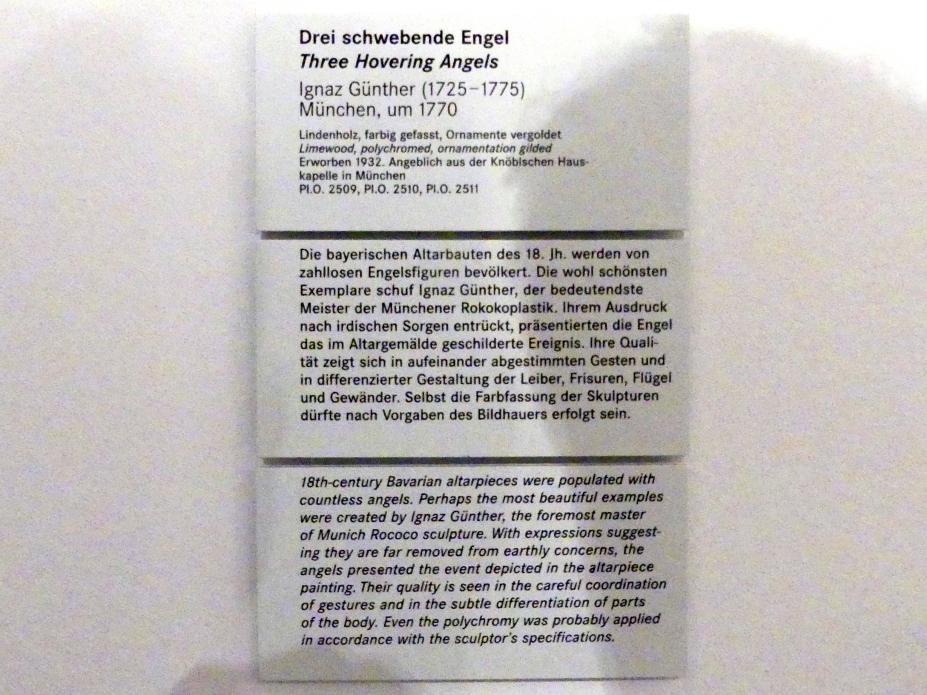 Drei schwebende Engel
Three Hovering Angels
Ignaz Günther (1725–1775)
München, um 1770
Lindenholz, farbig gefasst, Ornamente vergoldet
Limewood, polychromed, ornamentation gilded
Erworben 1932. Angeblich aus der Knöblschen Haus-
kapelle in München
Pl.O. 2509, Pl.O. 2510, Pl.O. 2511
Die bayerischen Altarbauten des 18. Jh. werden von
zahllosen Engelsfiguren bevölkert. Die wohl schönsten
Exemplare schuf Ignaz Günther, der bedeutendste
Meister der Münchener Rokokoplastik. Ihrem Ausdruck
nach irdischen Sorgen entrückt, präsentierten die Engel
das im Altargemälde geschilderte Ereignis. Ihre Quali-
tät zeigt sich in aufeinander abgestimmten Gesten und
in differenzierter Gestaltung der Leiber, Frisuren, Flügel
und Gewänder. Selbst die Farbfassung der Skulpturen
dürfte nach Vorgaben des Bildhauers erfolgt sein.
18th-century Bavarian altarpieces were populated with
countless angels. Perhaps the most beautiful examples
were created by Ignaz Günther, the foremost master
of Munich Rococo sculpture. With expressions suggest-
ing they are far removed from earthly concerns, the
angels presented the event depicted in the altarpiece
painting. Their quality is seen in the careful coordination
of gestures and in the subtle differentiation of parts
of the body. Even the polychromy was probably applied
in accordance with the sculptor's specifications.